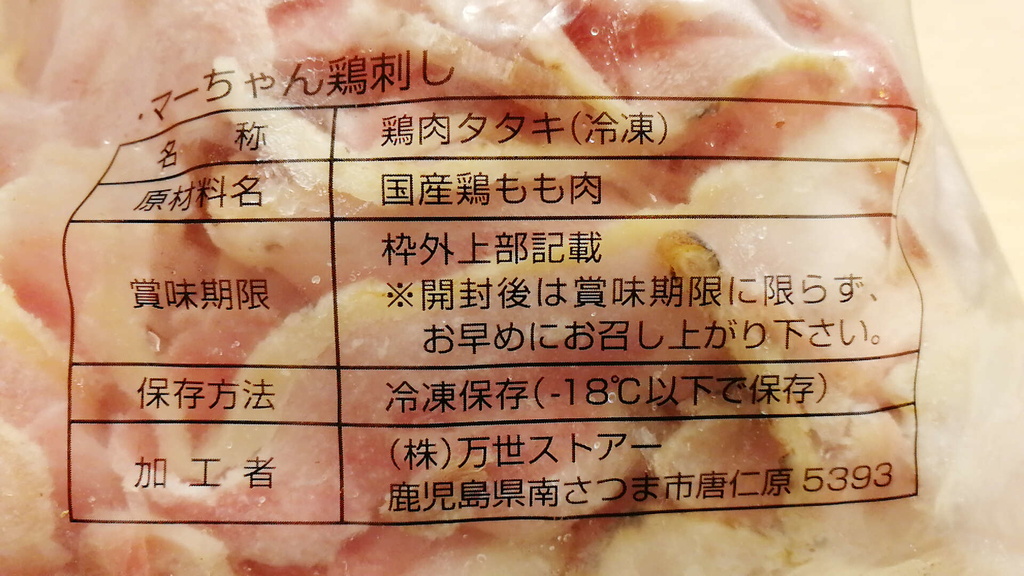 マーちゃん鶏刺し
名称 鶏肉タタキ(冷凍)
原材料名 国産鶏もも肉
枠外上部記載
賞味期限 ※開封後は賞味期限に限らず、
お早めにお召し上がり下さい。
保存方法 冷凍保存(-18℃以下で保存)
(株)万世ストアー
加工者
鹿児島県南さつま市唐仁原5393